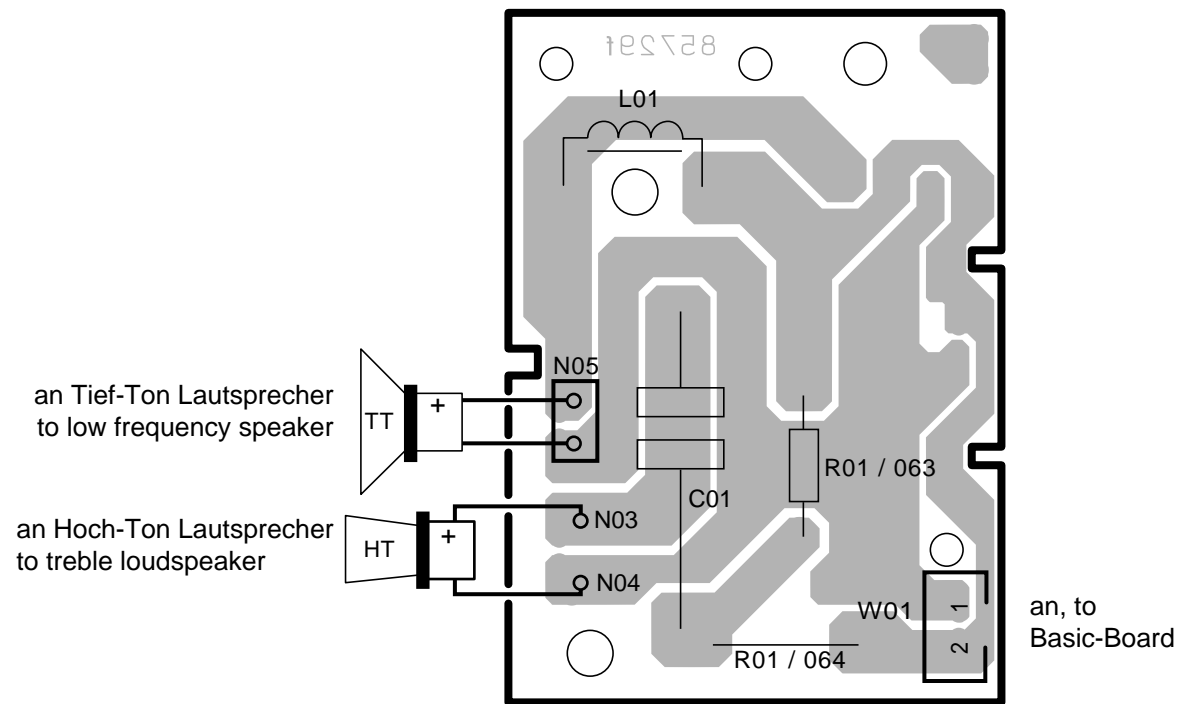 85729f
L01
an Tief-Ton Lautsprecher
to low frequency speaker
TT
+
N05
R01 / 063
C01
an Hoch-Ton Lautsprecher
to treble loudspeaker
HT
+
N03
N04
W01
1
2
an, to
Basic-Board
R01 / 064